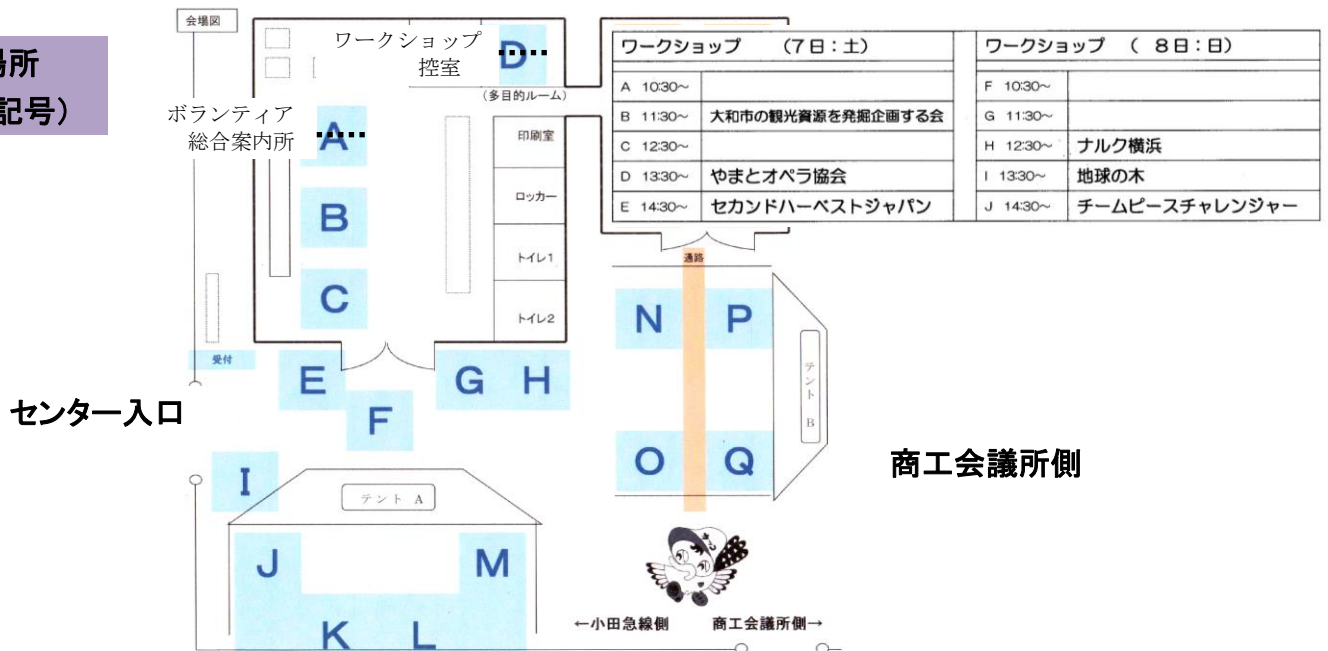 会場図
場所
記号）
ワークショップ
控室
D
(多目的ルーム)
ボランティア
総合案内所
A
B
C
印刷室
ロッカー
トイレ1
トイレ2
受付
センター入口
E
F
G H
I
テント A
J
M
K L
ワークショップ （7日：土）
A 10:30～
B 11:30～ 大和市の観光資源を発掘企画する会
C 12:30～
D 13:30～ やまとオペラ協会
E 14:30～ セカンドハーベストジャパン
ワークショップ （ 8日：日）
F 10:30～
G 11:30～
H 12:30～ ナルク横浜
I 13:30～ 地球の木
J 14:30～ チームピースチャレンジャー
通路
N P
O Q
テント B
商工会議所側
←小田急線側 商工会議所側→